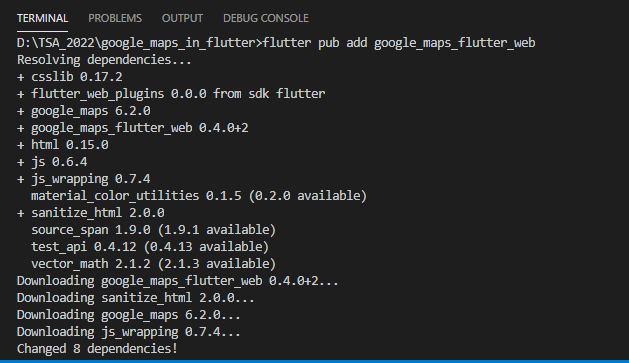 TERMINAL PROBLEMS OUTPUT DEBUG CONSOLE
D:\TSA_2022\google_maps_in_flutter>flutter pub add google_maps_flutter_web
Resolving dependencies...
+ csslib 0.17.2
+ flutter_web_plugins 0.0.0 from sdk flutter
+ google_maps 6.2.0
+ google_maps_flutter_web 0.4.0+2
+ html 0.15.0
+ js 0.6.4
+ js_wrapping 0.7.4
  material_color_utilities 0.1.5 (0.2.0 available)
+ sanitize_html 2.0.0
  source_span 1.9.0 (1.9.1 available)
  test_api 0.4.12 (0.4.13 available)
  vector_math 2.1.2 (2.1.3 available)
Downloading google_maps_flutter_web 0.4.0+2...
Downloading sanitize_html 2.0.0...
Downloading google_maps 6.2.0...
Downloading js_wrapping 0.7.4...
Changed 8 dependencies!